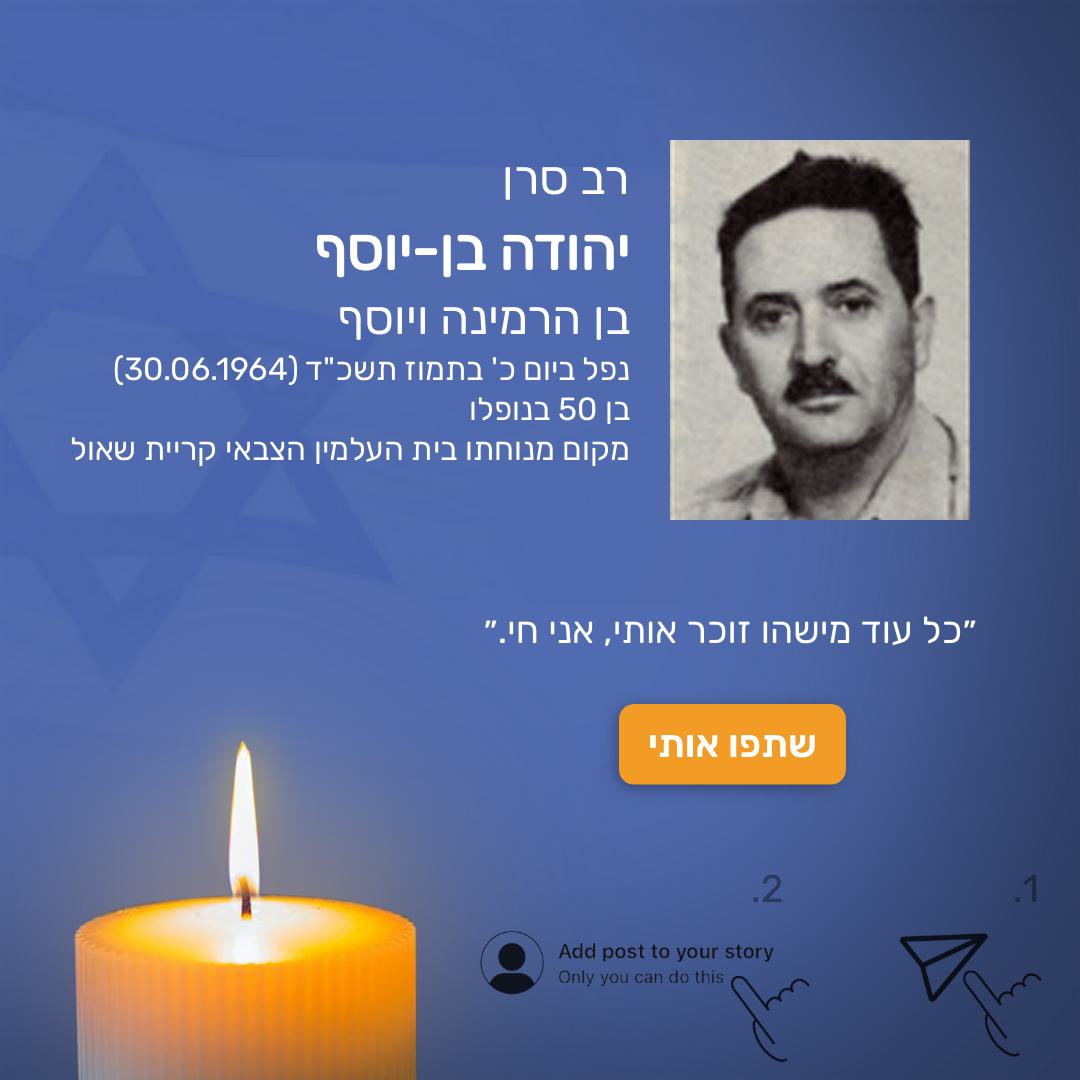 רב סרן
יהודה בן-יוסף
בן הרמינה ויוסף
נפל ביום כ' בתמוז תשכ"ד (30.06.1964)
בן 50 בנופלו
מקום מנוחתו בית העלמין הצבאי קריית שאול
״כל עוד מישהו זוכר אותי, אני חי.״
שתפו אותי
.1
.2
Add post to your story
Only you can do this